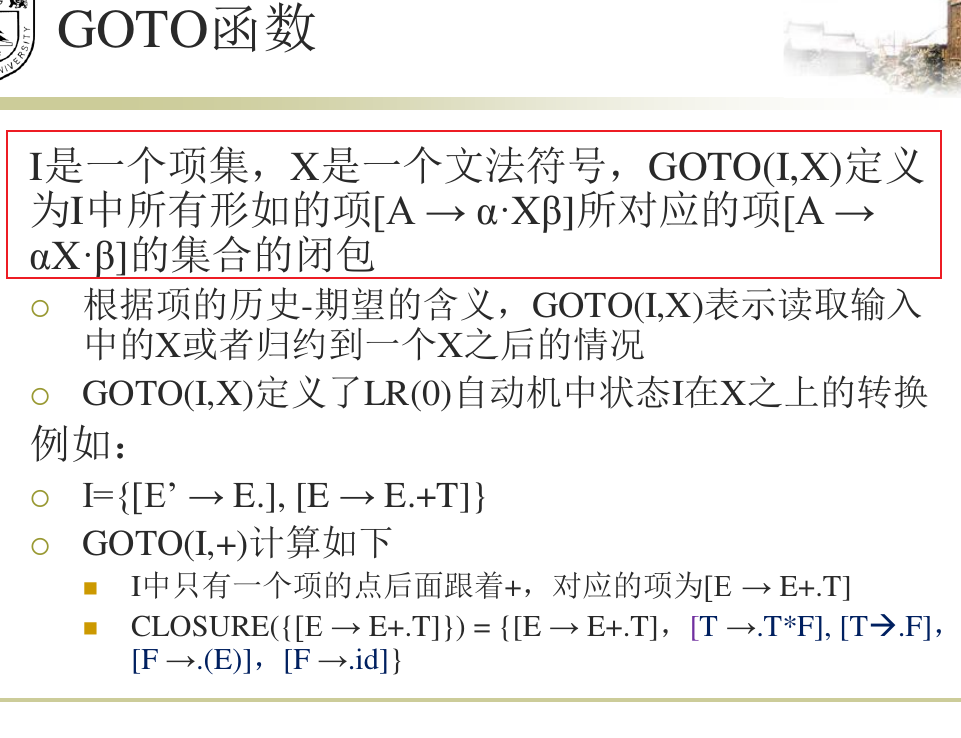 GOTO函数
I是一个项集，X是一个文法符号，GOTO(I,X)定义
为I中所有形如的项[A → α·Xβ]所对应的项[A →
αX·β]的集合的闭包
根据项的历史-期望的含义，GOTO(I,X)表示读取输入
中的X或者归约到一个X之后的情况
GOTO(I,X)定义了LR(0)自动机中状态I在X之上的转换
例如：
I={[E’ → E.], [E → E.+T]}
GOTO(I,+)计算如下
I中只有一个项的点后面跟着+，对应的项为[E → E+.T]
CLOSURE({[E → E+.T]}) = {[E → E+.T]，[T →.T*F], [T→.F]，
[F →.(E)]，[F →.id]}